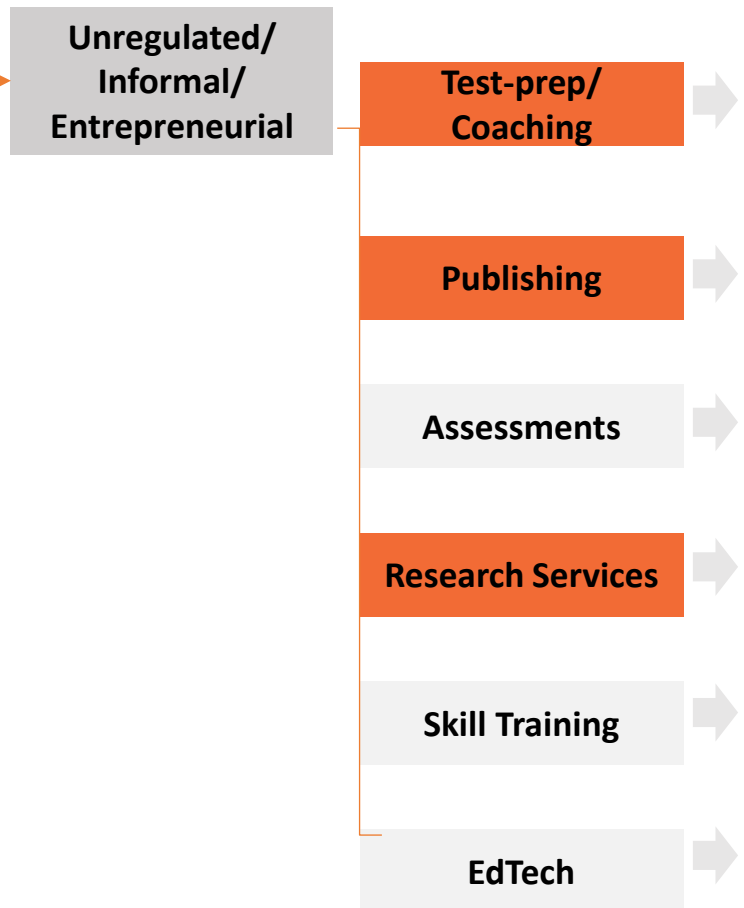 Unregulated/
Informal/
Entrepreneurial
Test-prep/
Coaching
Publishing
Assessments
Research Services
Skill Training
EdTech